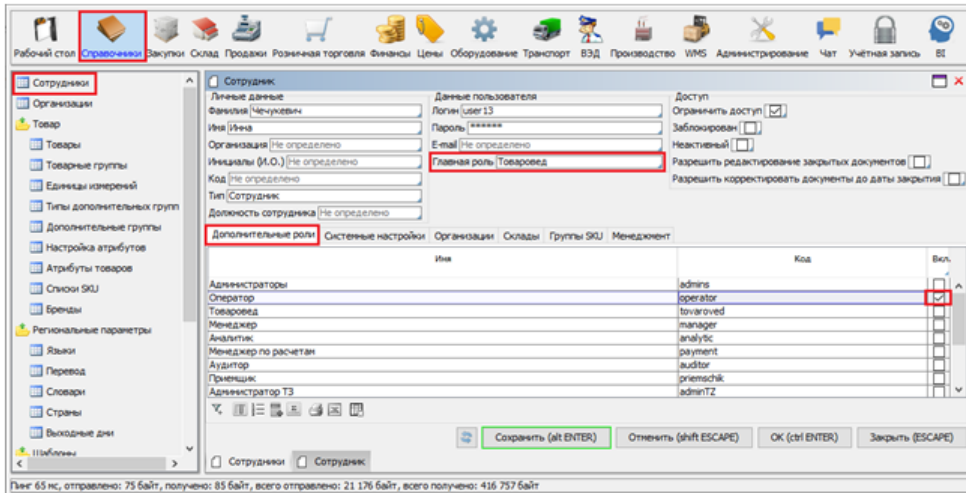 Рабочий стол Справочники Закупки Склад Продажи Розничная торговля Финансы Цены Оборудование Транспорт ВЭД Производство WMS Администрирование Чат Учётная запись BI
Сотрудники
Организации
Товар
Товары
Товарные группы
Единицы измерений
Типы дополнительных групп
Дополнительные группы
Настройка атрибутов
Атрибуты товаров
Списки SKU
Бренды
Региональные параметры
Языки
Перевод
Словари
Страны
Выходные дни
Шаблоны
Сотрудник
Личные данные
Фамилия Чечукевич
Имя Инна
Организация Не определено
Инициалы (И.О.) Не определено
Код Не определено
Тип Сотрудник
Должность сотрудника Не определено
Данные пользователя
Логин user13
Пароль ******
E-mail Не определено
Главная роль Товаровед
Доступ
Ограничить доступ
Заблокирован
Неактивный
Разрешить редактирование закрытых документов
Разрешить корректировать документы до даты закрытия
Дополнительные роли Системные настройки Организации Склады Группы SKU Менеджмент
Имя Код Вкл.
Администраторы admins
Оператор operator
Товаровед tovaroved
Менеджер manager
Аналитик analytic
Менеджер по расчетам payment
Аудитор auditor
Приемщик priemschik
Администратор ТЗ adminTZ
Сохранить (alt ENTER) Отменить (shift ESCAPE) OK (ctrl ENTER) Закрыть (ESCAPE)
Сотрудники Сотрудник
Пинг 65 мс, отправлено: 75 байт, получено: 85 байт, всего отправлено: 21 176 байт, всего получено: 416 757 байт